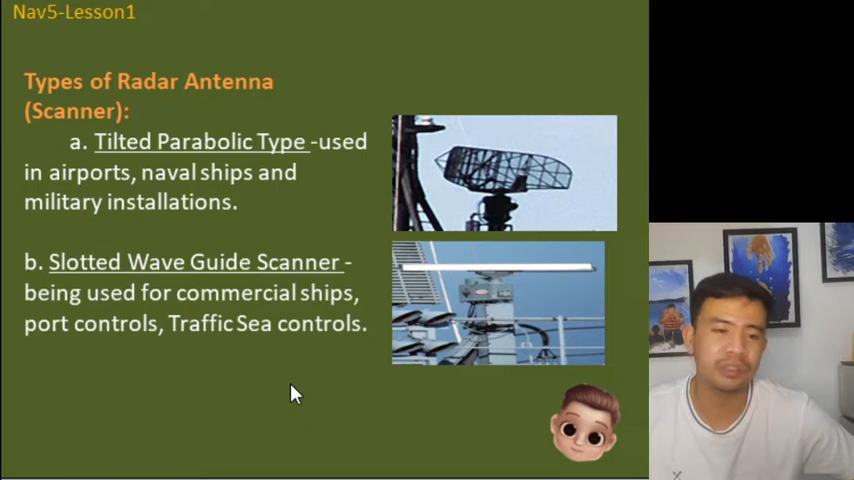 Nav5-Lesson1
Types of Radar Antenna
(Scanner):
a. Tilted Parabolic Type -used
in airports, naval ships and
military installations.
b. Slotted Wave Guide Scanner -
being used for commercial ships,
port controls, Traffic Sea controls.